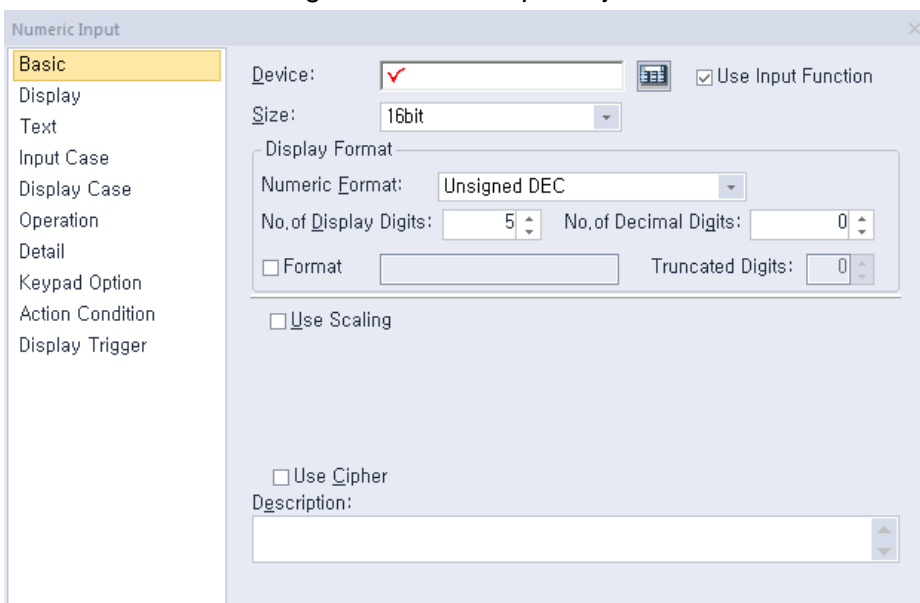 Numeric Input
Basic
Display
Text
Input Case
Display Case
Operation
Detail
Keypad Option
Action Condition
Display Trigger
Device:
Use Input Function
Size: 16bit
Display Format
Numeric Format: Unsigned DEC
No.of Display Digits: 5 No.of Decimal Digits: 0
Format Truncated Digits: 0
Use Scaling
Use Cipher
Description: